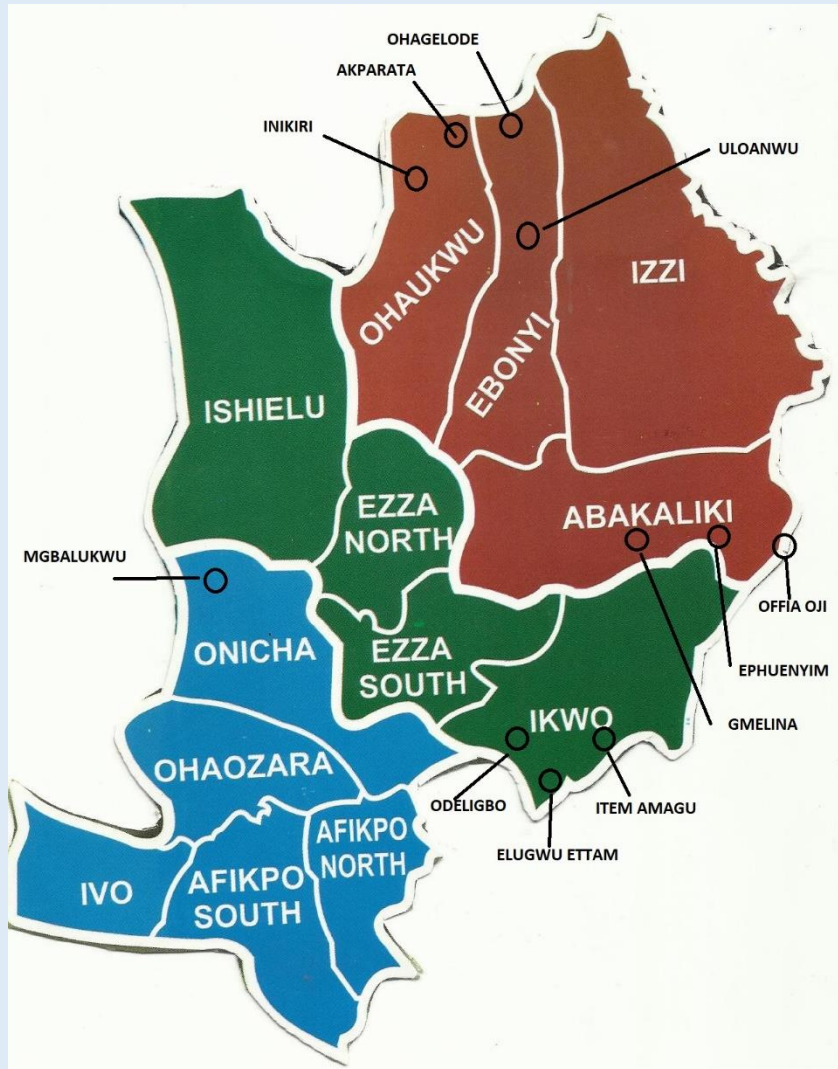 OHAGELODE
AKPARATA
INIKIRI
ULOANWU
OHAUKWU
IZZI
EBONYI
ISHIELU
EZZA
NORTH
ABAKALIKI
MGBALUKWU
OFFIA OJI
ONICHA
EZZA
SOUTH
EPHUENYIM
IKWO
GMELINA
OHAOZARA
ODELIGBO
ITEM AMAGU
ELUGWU ETTAM
AFIKPO
NORTH
IVO
AFIKPO
SOUTH